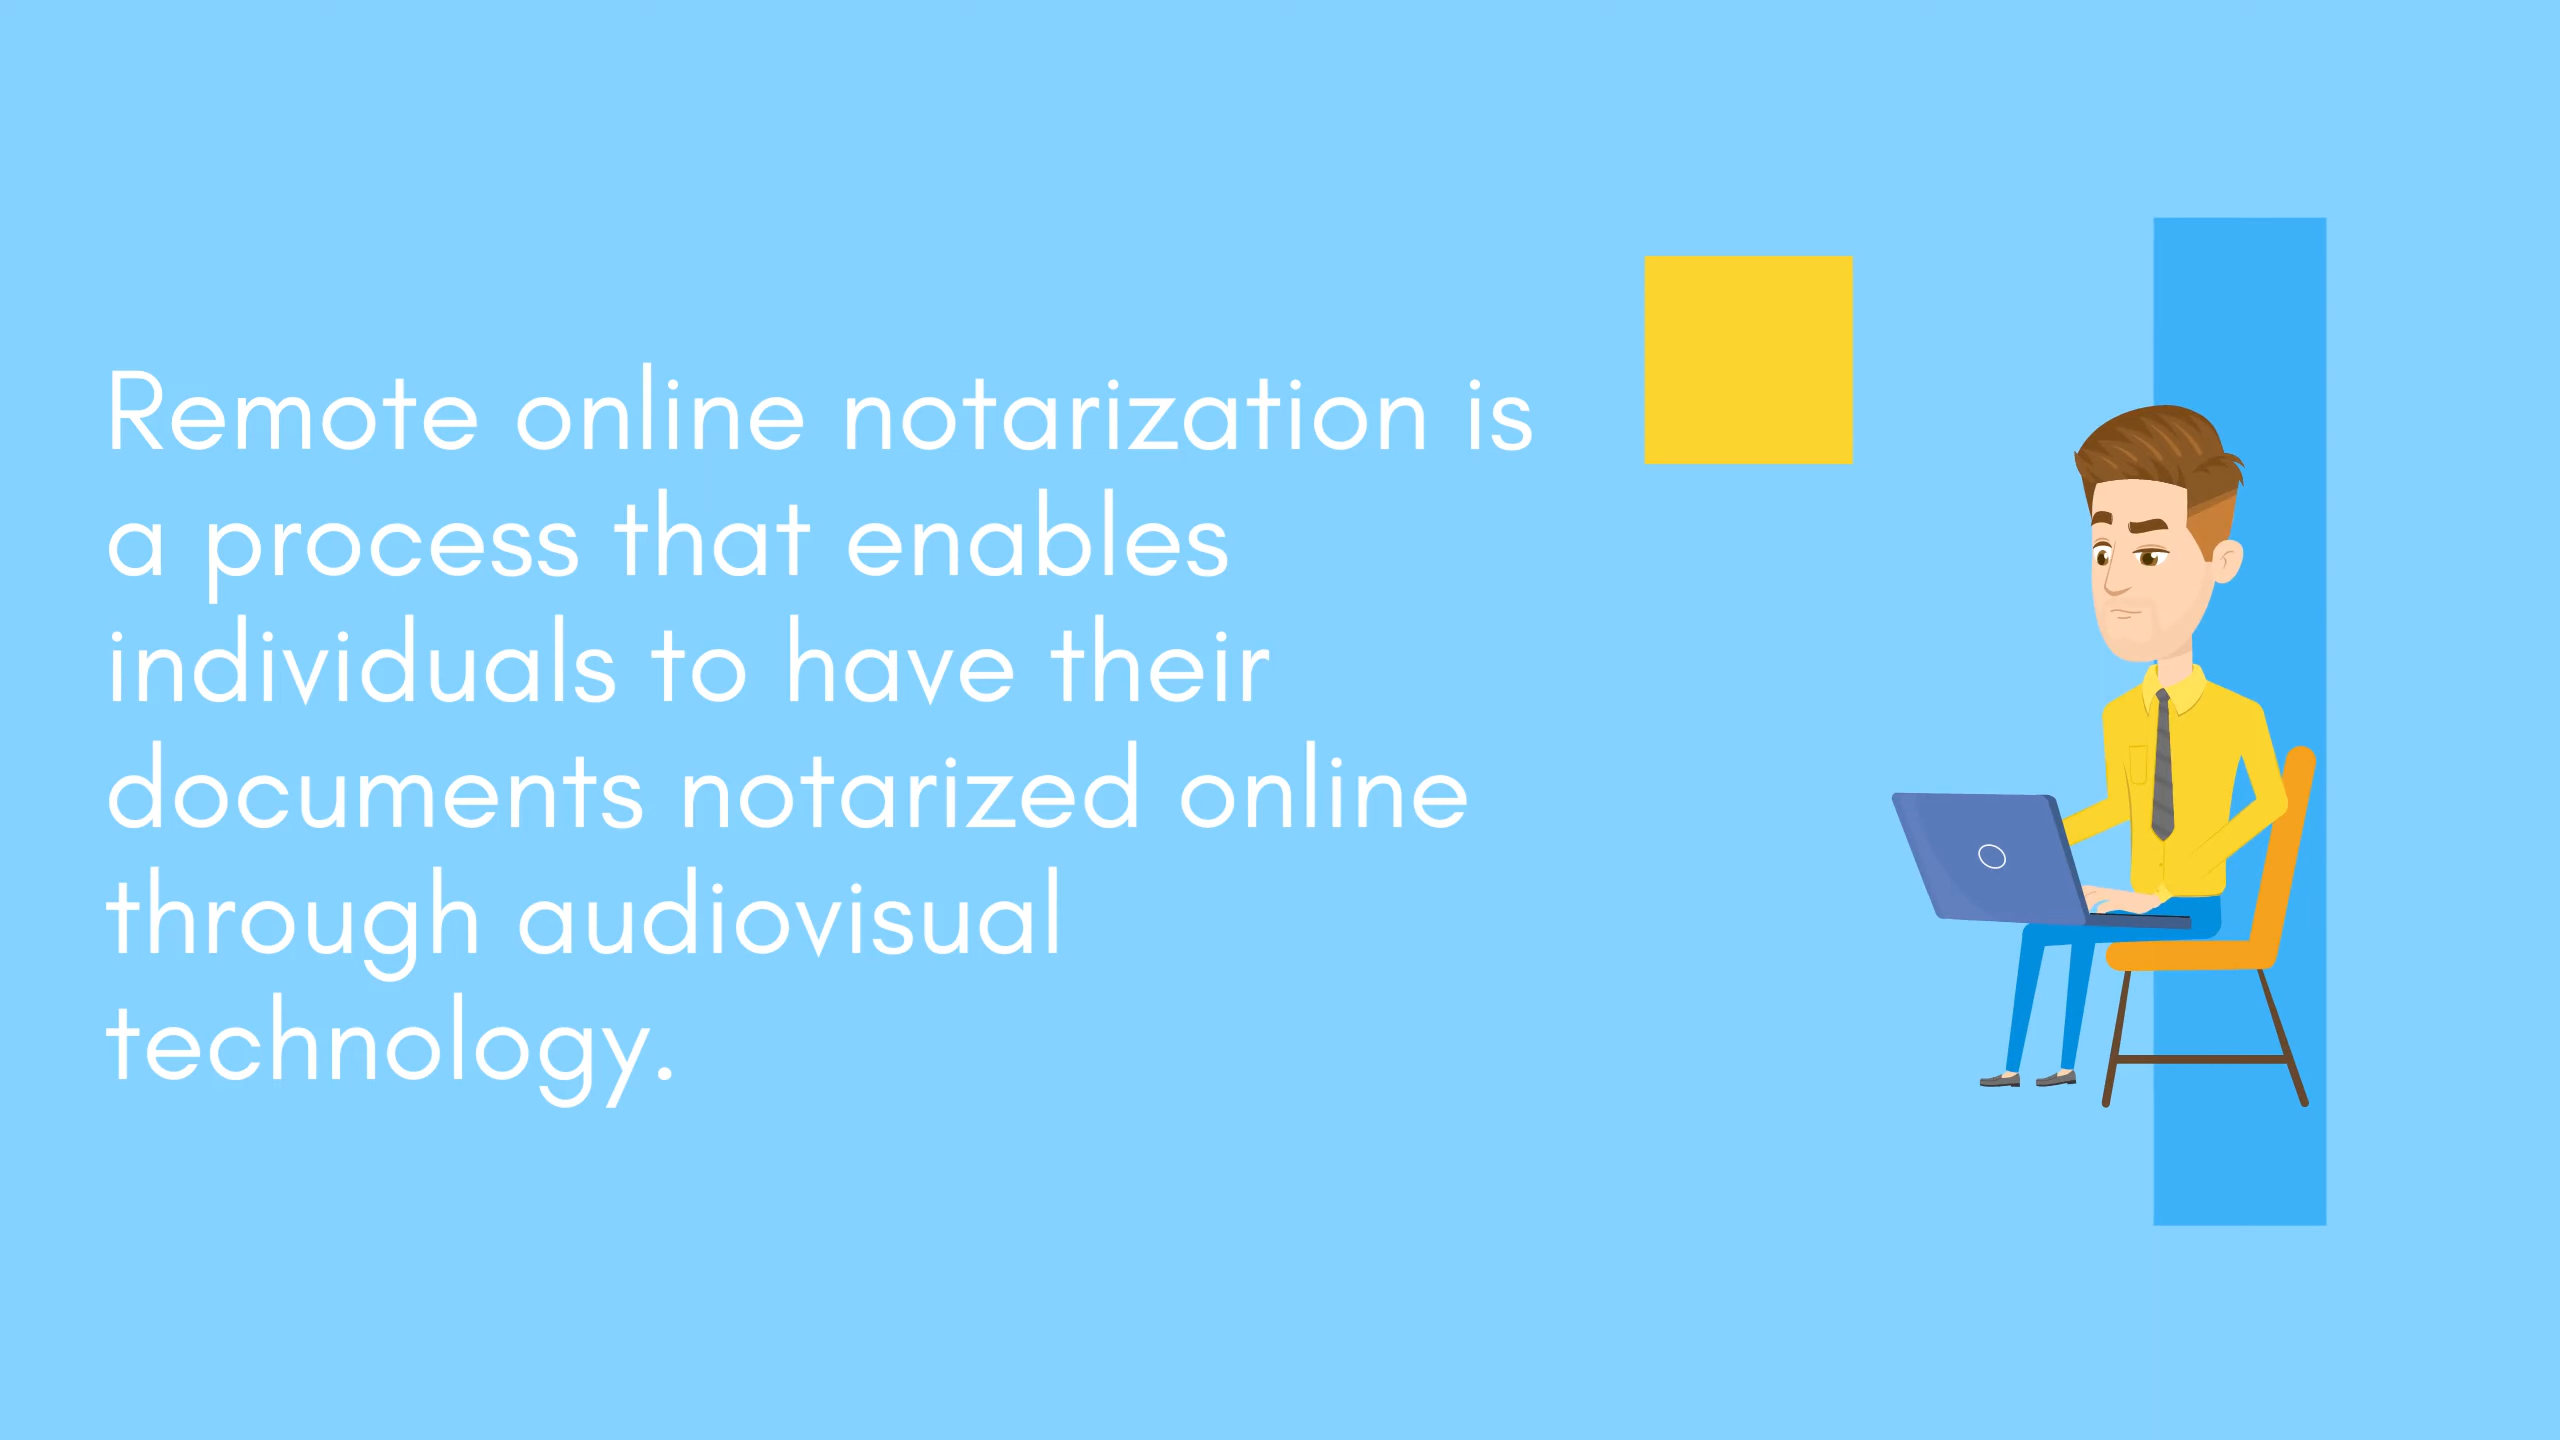 Remote online notarization is
a process that enables
individuals to have their
documents notarized online
through audiovisual
technology.